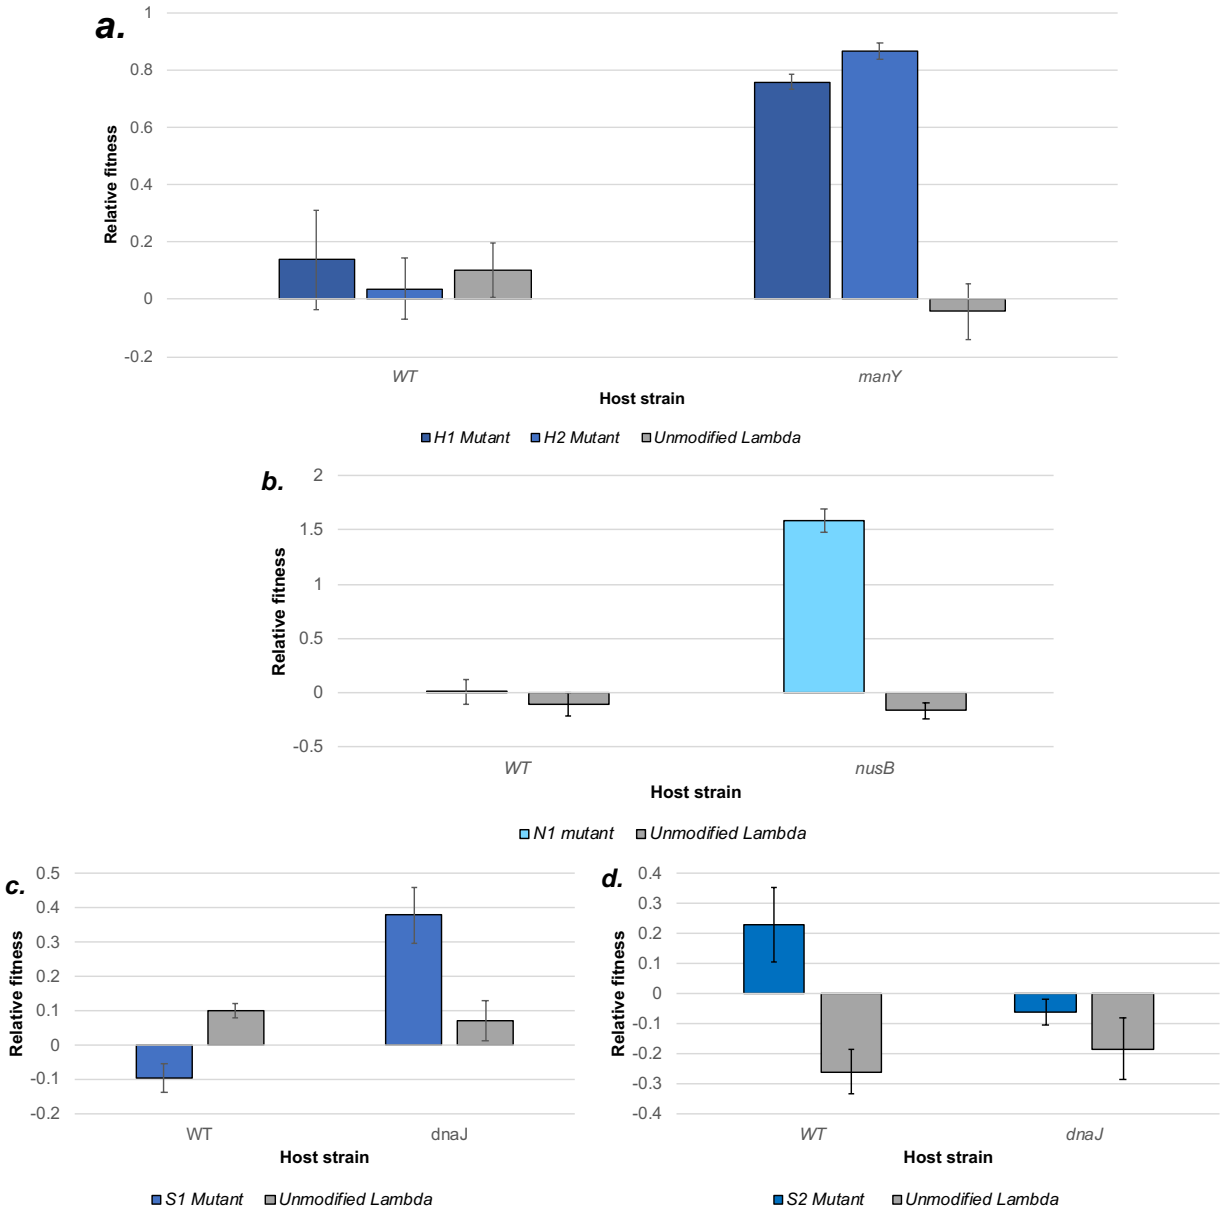 a.
1
0.8
0.6
0.4
0.2
0
-0.2
Relative fitness
WT manY
Host strain
H1 Mutant H2 Mutant Unmodified Lambda
b.
2
1.5
1
0.5
0
-0.5
Relative fitness
WT nusB
Host strain
N1 mutant Unmodified Lambda
c.
0.5
0.4
0.3
0.2
0.1
0
-0.1
-0.2
Relative fitness
WT dnaJ
Host strain
S1 Mutant Unmodified Lambda
d.
0.4
0.3
0.2
0.1
0
-0.1
-0.2
-0.3
-0.4
Relative fitness
WT dnaJ
Host strain
S2 Mutant Unmodified Lambda